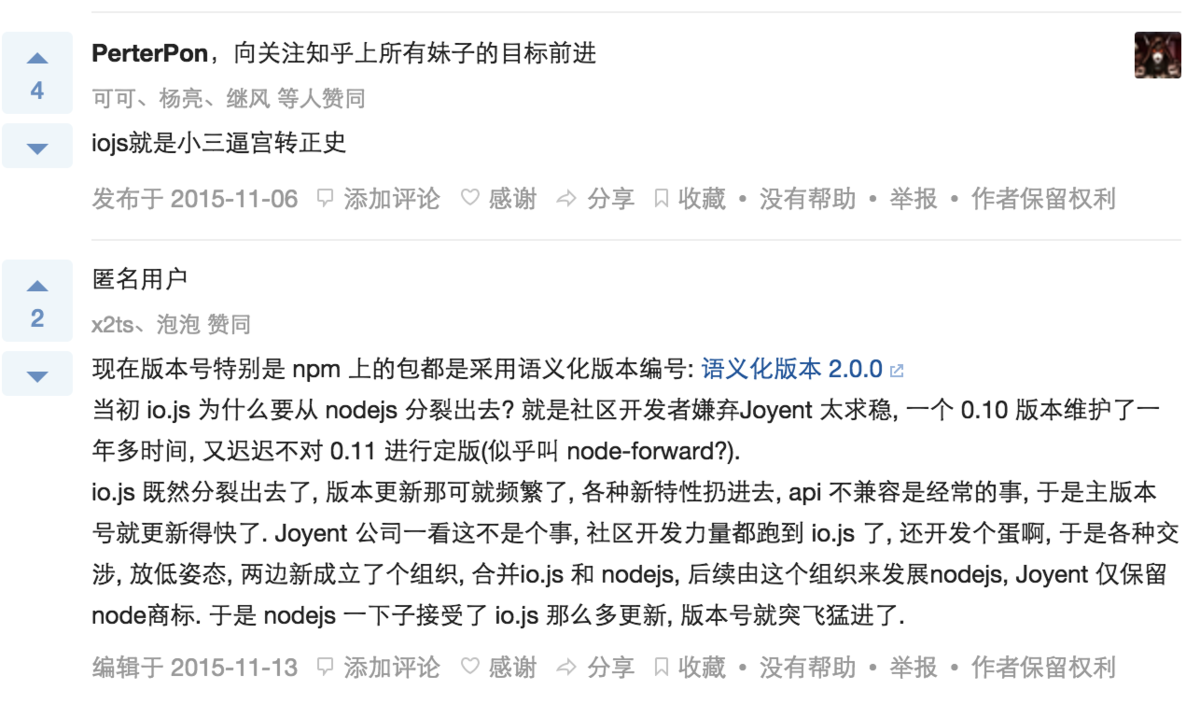 PerterPon，向关注知乎上所有妹子的目标前进
4
可可、杨亮、继风 等人赞同
iojs就是小三逼宫转正史
发布于 2015-11-06 添加评论 感谢 分享 收藏 • 没有帮助 • 举报 • 作者保留权利
匿名用户
2
x2ts、泡泡 赞同
现在版本号特别是 npm 上的包都是采用语义化版本编号: 语义化版本 2.0.0
当初 io.js 为什么要从 nodejs 分裂出去? 就是社区开发者嫌弃Joyent 太求稳, 一个 0.10 版本维护了一
年多时间, 又迟迟不对 0.11 进行定版(似乎叫 node-forward?).
io.js 既然分裂出去了, 版本更新那可就频繁了, 各种新特性扔进去, api 不兼容是经常的事, 于是主版本
号就更新得快了. Joyent 公司一看这不是个事, 社区开发力量都跑到 io.js 了, 还开发个蛋啊, 于是各种交
涉, 放低姿态, 两边新成立了个组织, 合并io.js 和 nodejs, 后续由这个组织来发展nodejs, Joyent 仅保留
node商标. 于是 nodejs 一下子接受了 io.js 那么多更新, 版本号就突飞猛进了.
编辑于 2015-11-13 添加评论 感谢 分享 收藏 • 没有帮助 • 举报 • 作者保留权利